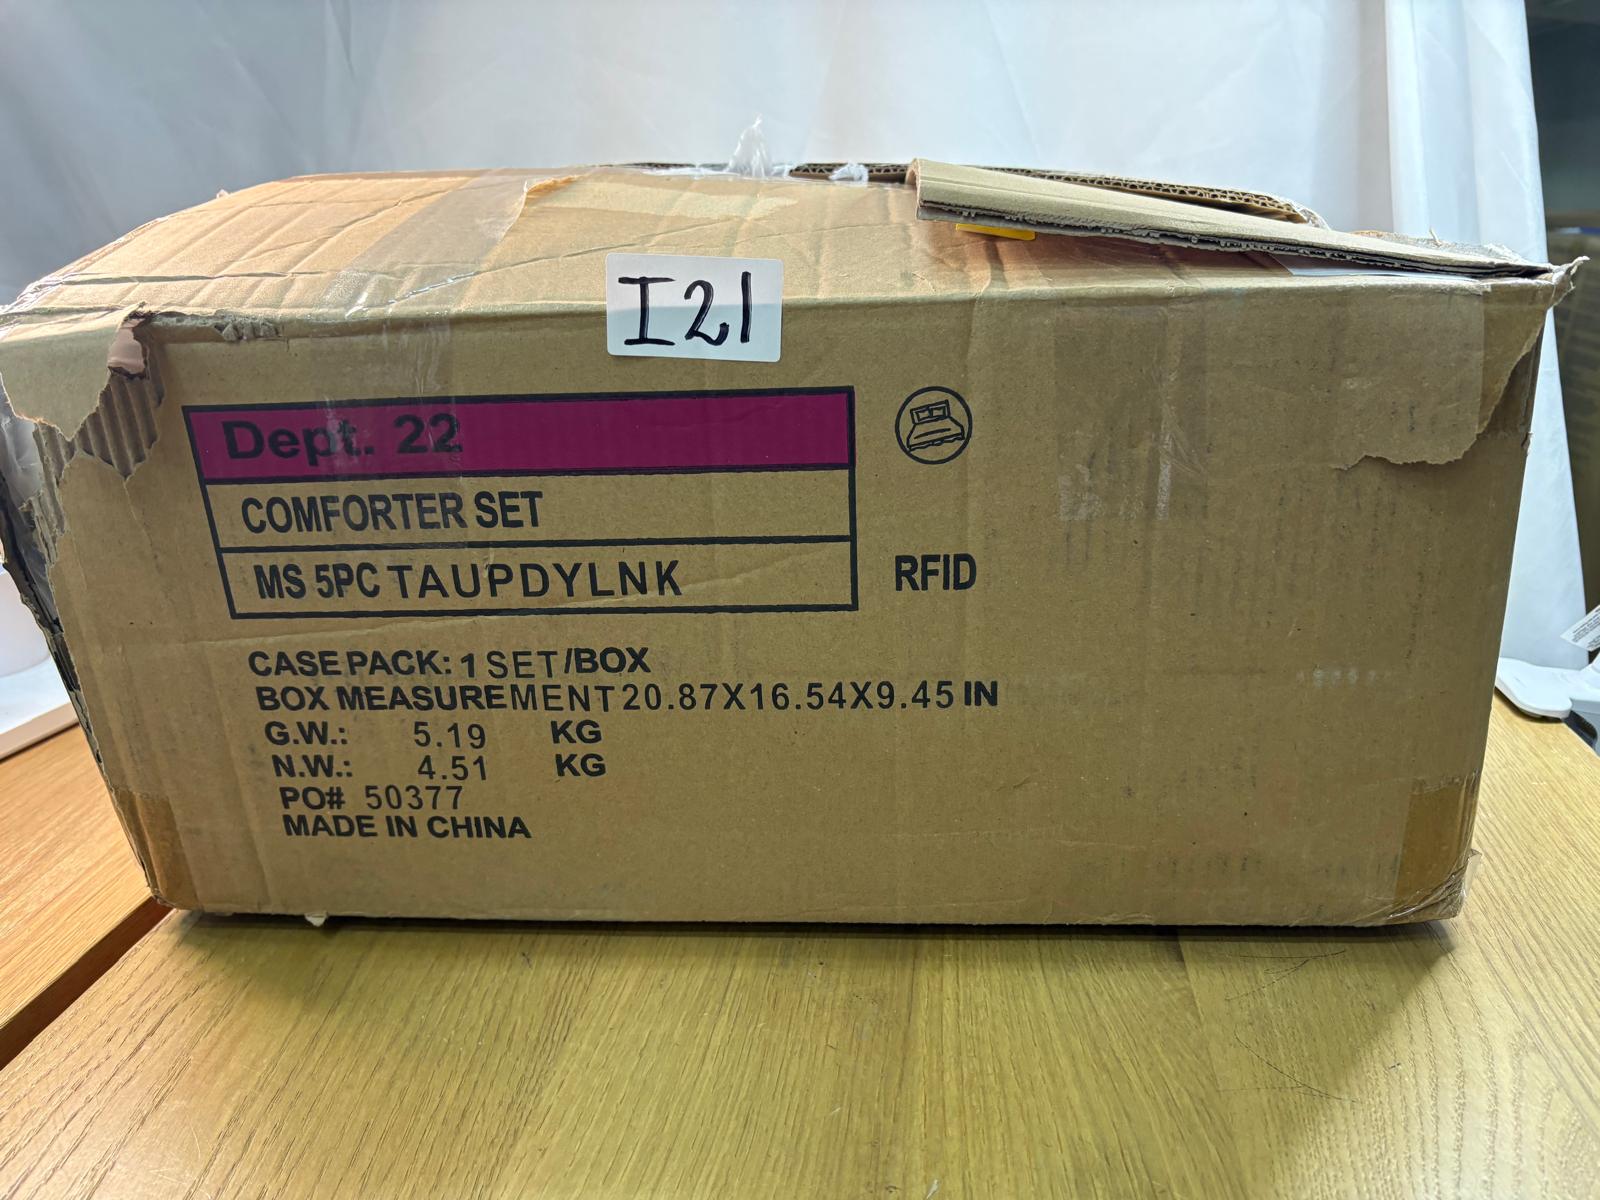 I21
Dept. 22
COMFORTER SET
MS 5PC TAUPDYLNK
RFID
CASE PACK: 1 SET/BOX
BOX MEASUREMENT 20.87X16.54X9.45 IN
G.W.: 5.19 KG
N.W.: 4.51 KG
PO# 50377
MADE IN CHINA